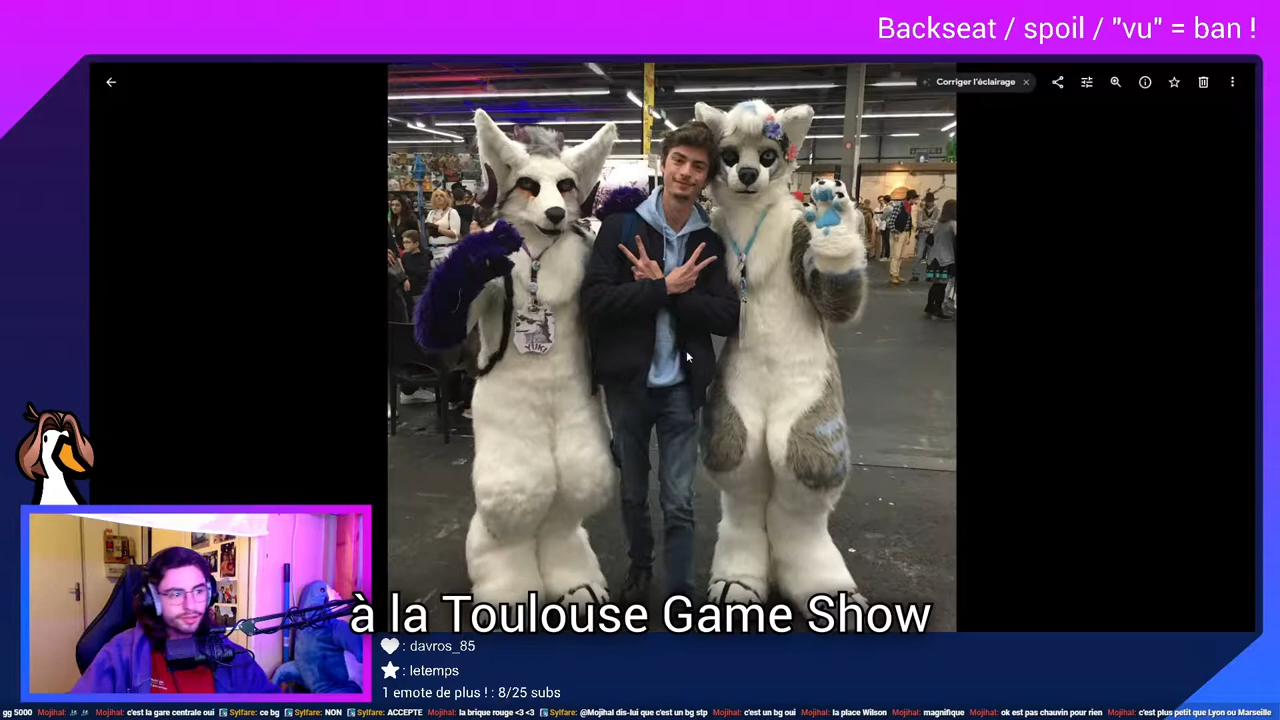 Backseat / spoil / "vu" = ban !
Corriger l'éclairage
YUKI
à la Toulouse Game Show
: davros_85
: letemps
1 emote de plus ! : 8/25 subs
gg 5000 Mojihal: Mojihal: c'est la gare centrale oui Sylfare: ce bg Sylfare: NON Sylfare: ACCEPTE Mojihal: la brique rouge <3 <3 Sylfare: @Mojihal dis-lui que c'est un bg stp Mojihal: c'est un bg oui Mojihal: la place Wilson Mojihal: magnifique Mojihal: ok est pas chauvin pour rien Mojihal: c'est plus petit que Lyon ou Marseille